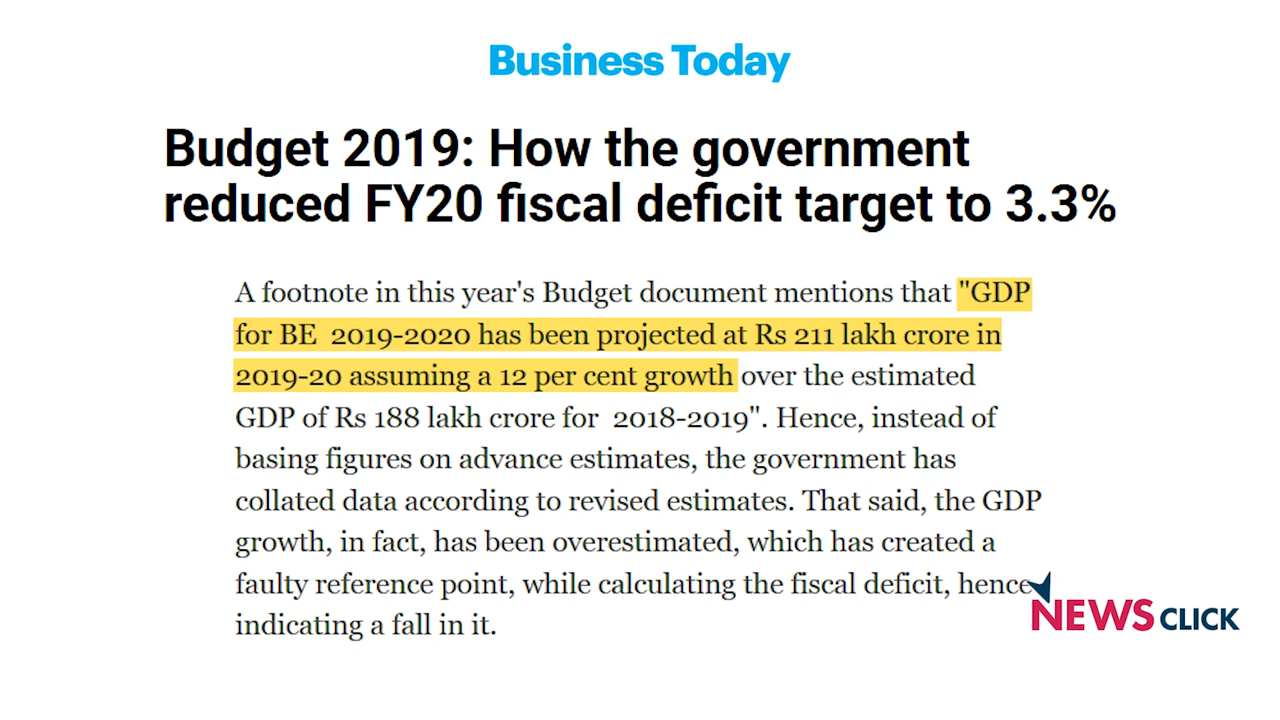 Business Today
Budget 2019: How the government
reduced FY20 fiscal deficit target to 3.3%
A footnote in this year's Budget document mentions that "GDP
for BE  2019-2020 has been projected at Rs 211 lakh crore in
2019-20 assuming a 12 per cent growth over the estimated
GDP of Rs 188 lakh crore for  2018-2019". Hence, instead of
basing figures on advance estimates, the government has
collated data according to revised estimates. That said, the GDP
growth, in fact, has been overestimated, which has created a
faulty reference point, while calculating the fiscal deficit, hence
indicating a fall in it.
NEWSCLICK